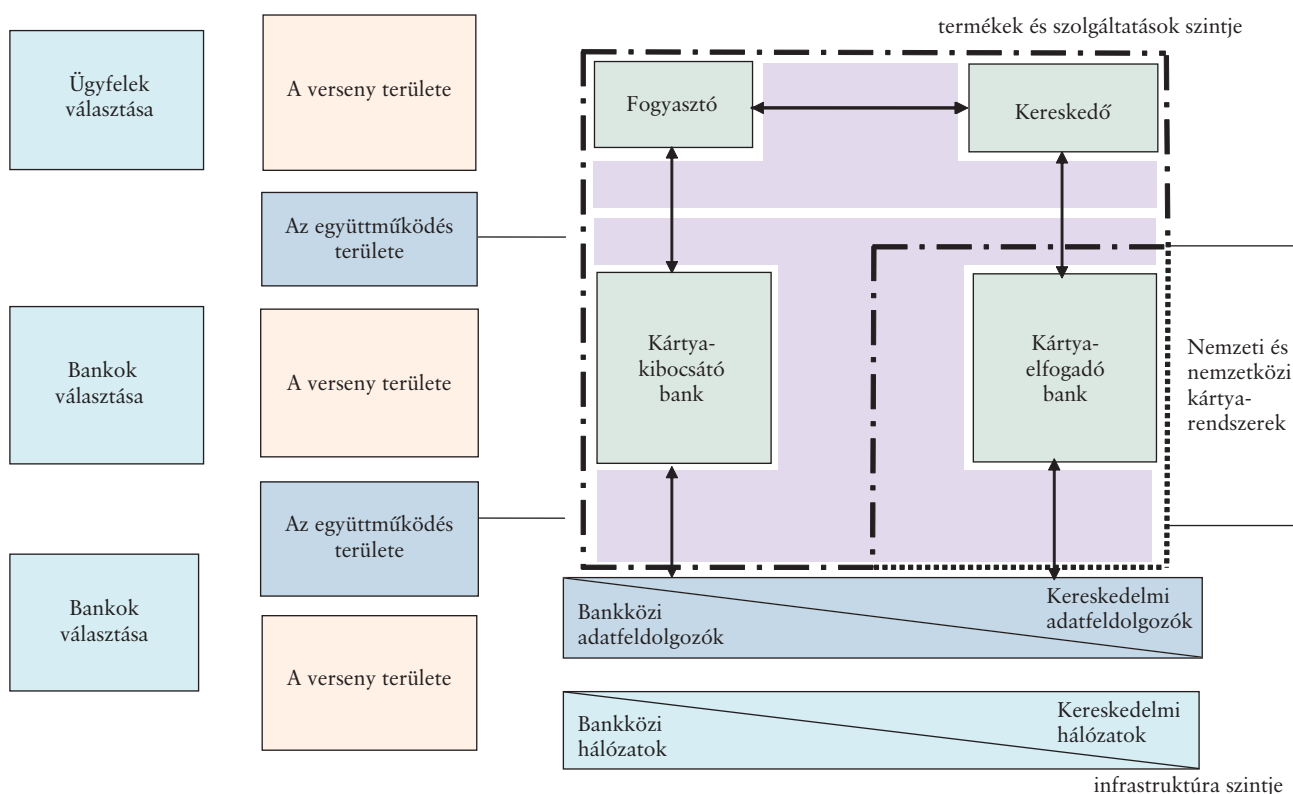 termékek és szolgáltatások szintje
Ügyfelek
választása
A verseny területe
Fogyasztó
Kereskedő
Az együttműködés
területe
Bankok
választása
A verseny területe
Kártya-
kibocsátó
bank
Kártya-
elfogadó
bank
Nemzeti és
nemzetközi
kártya-
rendszerek
Az együttműködés
területe
Bankok
választása
A verseny területe
Bankközi
adatfeldolgozók
Kereskedelmi
adatfeldolgozók
Bankközi
hálózatok
Kereskedelmi
hálózatok
infrastruktúra szintje